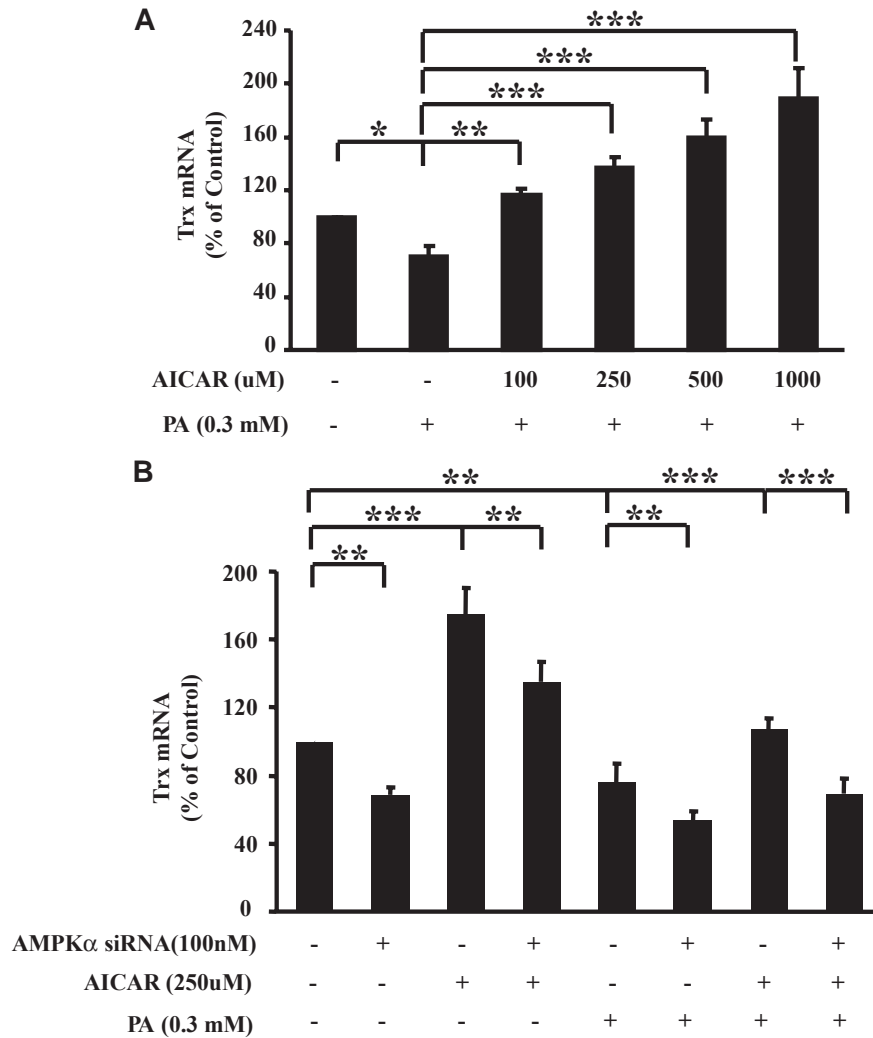 A
Trx mRNA
(% of Control)
240
200
160
120
80
40
0
*
**
***
***
***
AICAR (uM) - - 100 250 500 1000
PA (0.3 mM) - + + + + +
B
Trx mRNA
(% of Control)
200
160
120
80
40
0
** *** ***
*** ** **
**
AMPKα siRNA(100nM) - + - + - + - +
AICAR (250uM) - - + + - - + +
PA (0.3 mM) - - - - + + + +